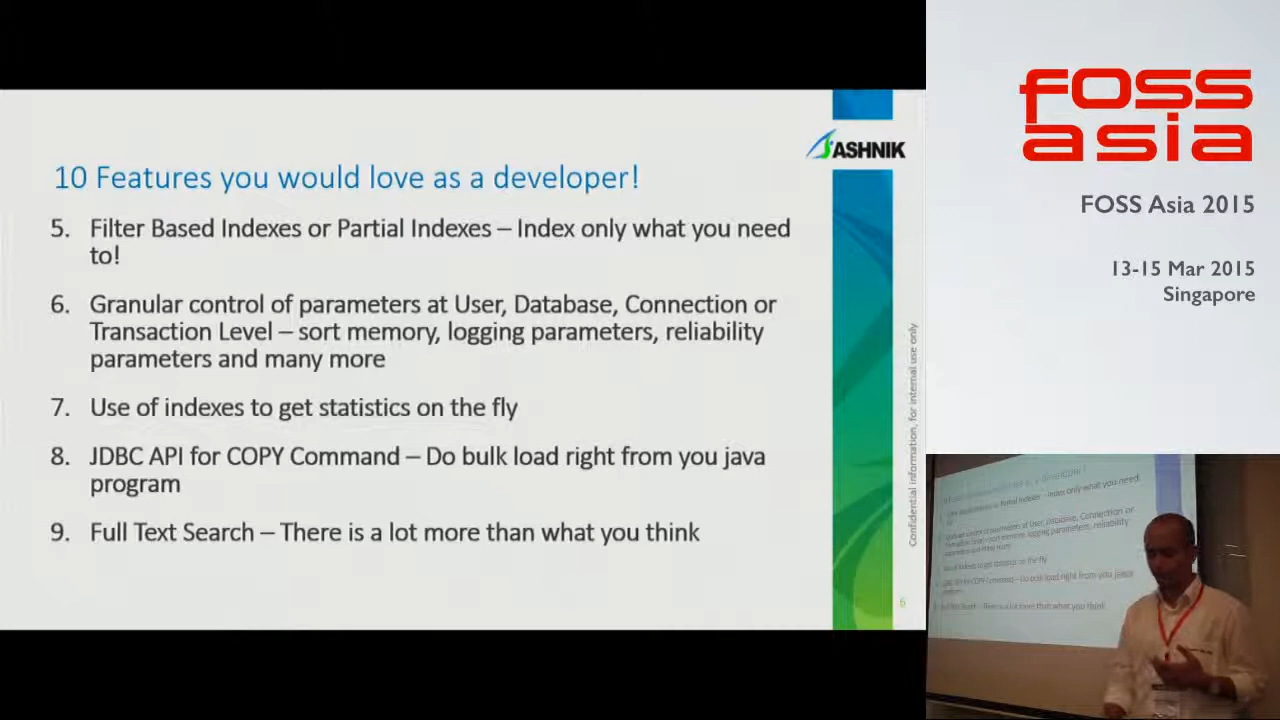 ASHNIK
10 Features you would love as a developer!
5. Filter Based Indexes or Partial Indexes – Index only what you need
to!
6. Granular control of parameters at User, Database, Connection or
Transaction Level – sort memory, logging parameters, reliability
parameters and many more
7. Use of indexes to get statistics on the fly
8. JDBC API for COPY Command – Do bulk load right from you java
program
9. Full Text Search – There is a lot more than what you think
Confidential information, for internal use only
6
FOSS
asia
FOSS Asia 2015
13-15 Mar 2015
Singapore